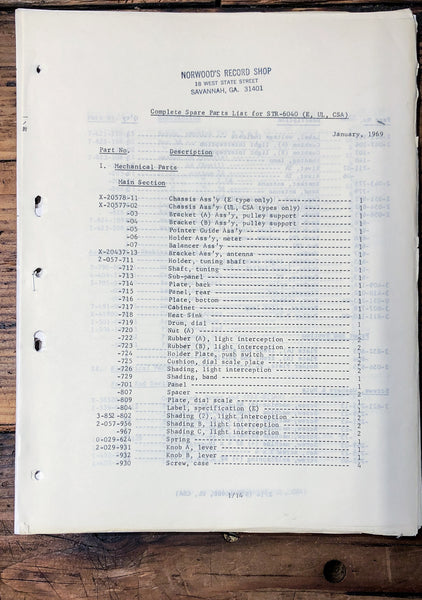 NORWOOD'S RECORD SHOP
18 WEST STATE STREET
SAVANNAH, GA. 31401
Complete Spare Parts List for STR-6040 (E, UL, CSA)
January, 1969
Part No. Description
1. Mechanical Parts
Main Section
X-20578-11 Chassis Ass'y (E type only) 1
X-20577-02 Chassis Ass'y (UL, CSA types only) 1
-03 Bracket (A) Ass'y, pulley support 1
-04 Bracket (B) Ass'y, pulley support 1
-05 Pointer Guide Ass'y 1
-06 Holder Ass'y, meter 1
-07 Balancer Ass'y 1
X-20437-13 Bracket Ass'y, antenna 1
2-057-711 Holder, tuning shaft 1
-712 Shaft, tuning 1
-713 Sub-panel 1
-714 Plate, back 1
-715 Panel, rear 1
-716 Plate, bottom 1
-717 Cabinet 1
-718 Heat Sink 1
-719 Drum, dial 1
-720 Nut (A) 1
-722 Rubber (A), light interception 2
-723 Rubber (B), light interception 2
-724 Holder Plate, push switch
-725 Cushion, dial scale plate
-726 Shading, light interception 2
-729 Shading, band 1
-701 Panel 1
-807 Spacer 2
-809 Plate, dial scale 1
-804 Label, specification (E) 1
3-852-802 Shading (2), light interception 2
2-057-956 Shading B, light interception 2
-967 Shading C, light interception 2
0-029-624 Spring 1
0-029-931 Knob A, lever 1
-932 Knob B, lever 1
-930 Screw, case 4
1/14